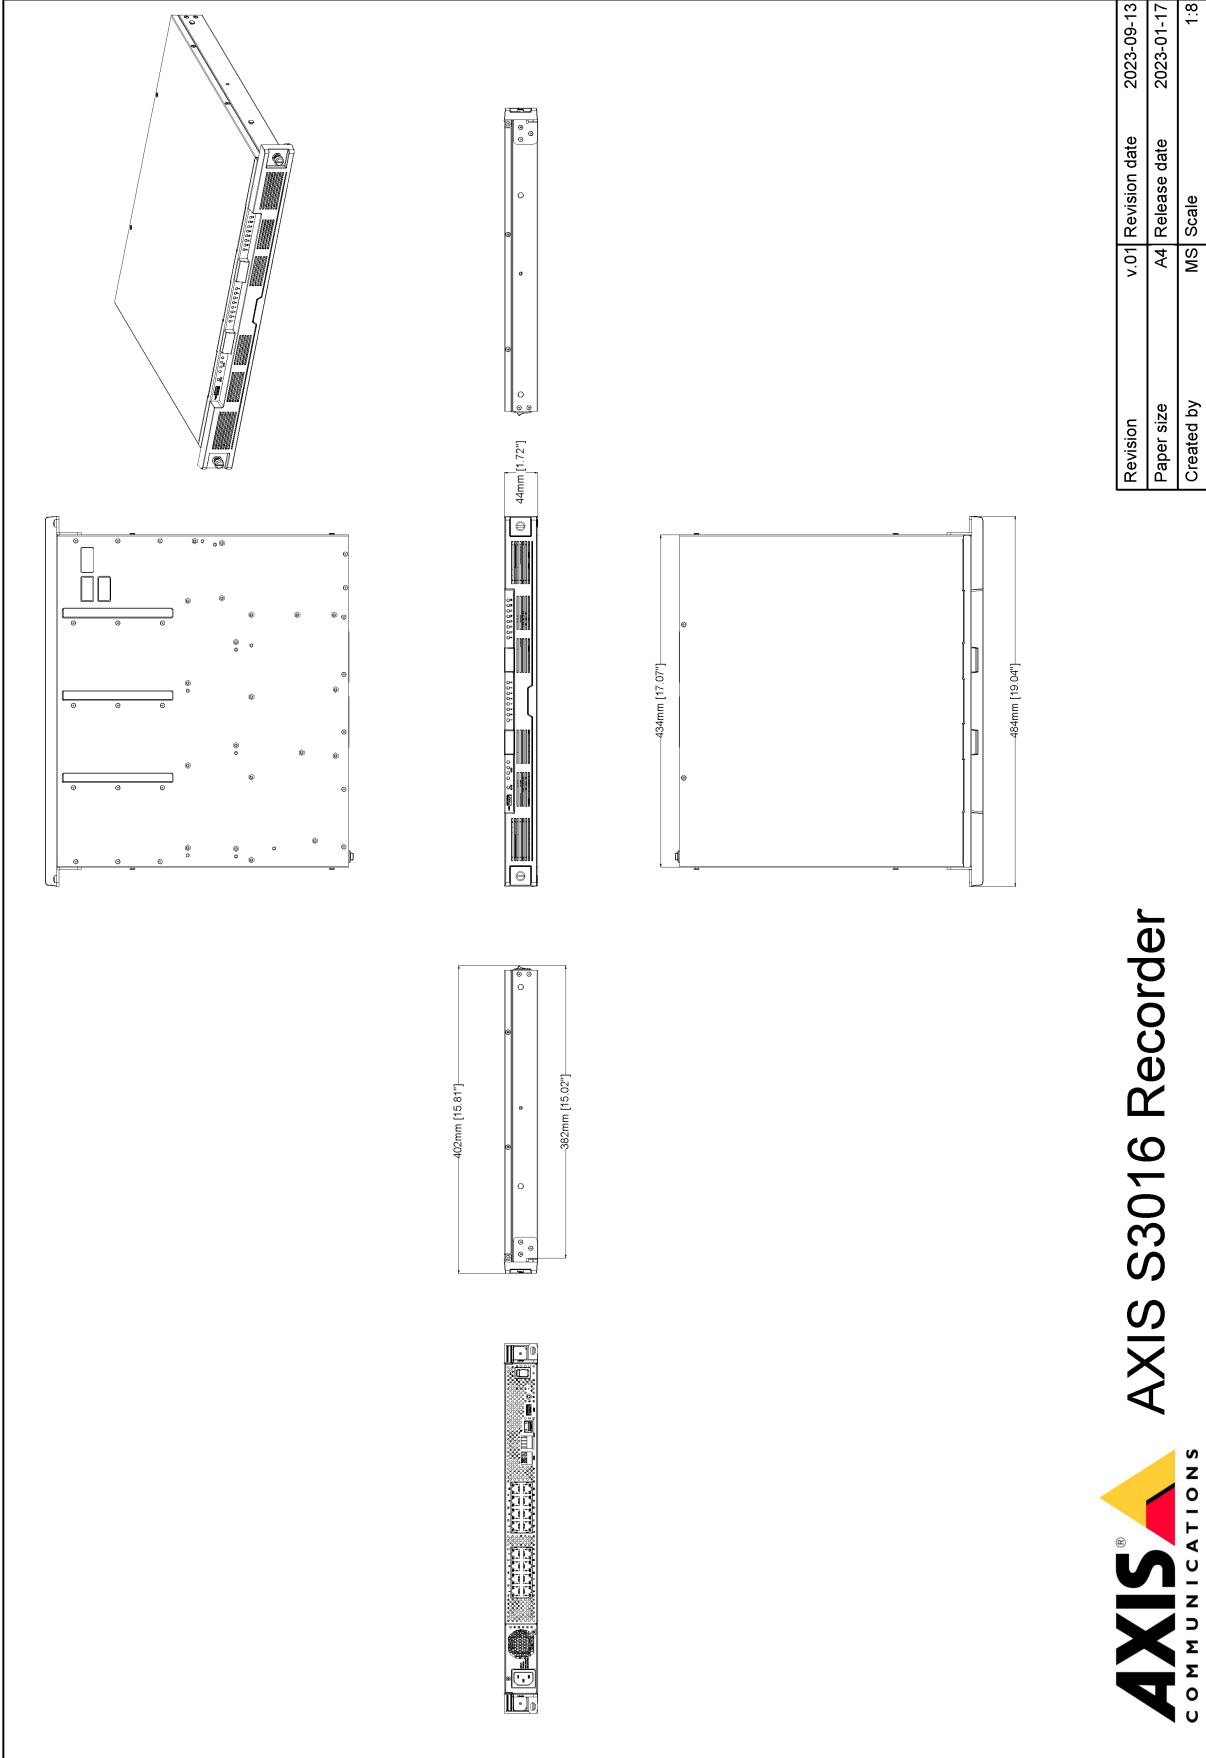 44mm [1.72"]
434mm [17.07"]
484mm [19.04"]
402mm [15.81"]
382mm [15.02"]
AXIS®
COMMUNICATIONS
AXIS S3016 Recorder
Revision v.01 Revision date 2023-09-13
Paper size A4 Release date 2023-01-17
Created by MS Scale 1:8